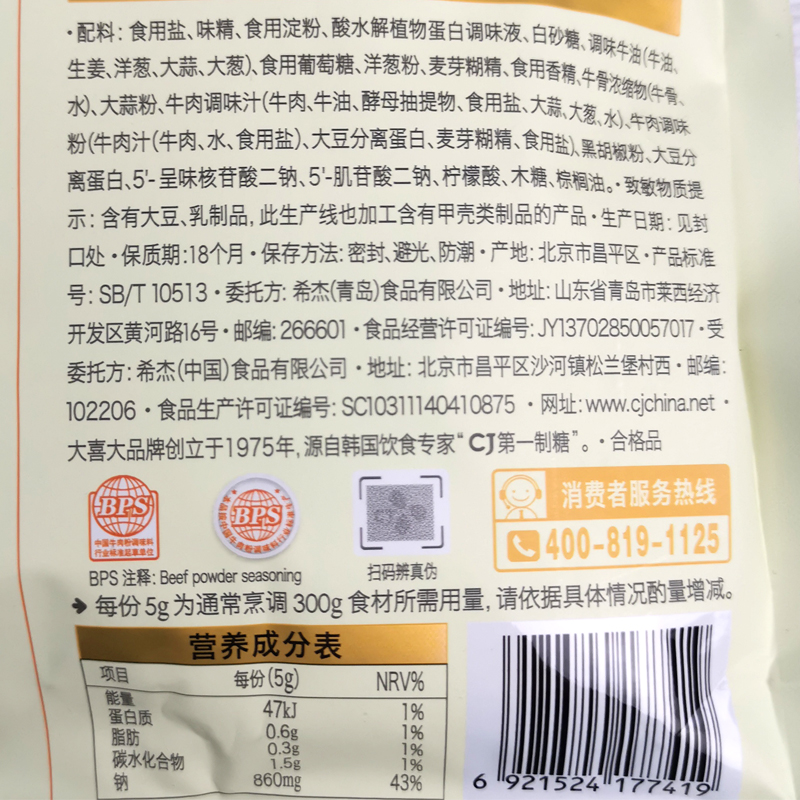 ·配料: 食用盐、味精、食用淀粉、酸水解植物蛋白调味液、白砂糖、调味牛油(牛油、
生姜、洋葱、大蒜、大葱)、食用葡萄糖、洋葱粉、麦芽糊精、食用香精、牛骨浓缩物(牛骨、
水)、大蒜粉、牛肉调味汁(牛肉、牛油、酵母抽提物、食用盐、大蒜、大葱、水)、牛肉调味
粉(牛肉汁(牛肉、水、食用盐)、大豆分离蛋白、麦芽糊精、食用盐)、黑胡椒粉、大豆分
离蛋白、5'-呈味核苷酸二钠、5'-肌苷酸二钠、柠檬酸、木糖、棕榈油。·致敏物质提
示: 含有大豆、乳制品, 此生产线也加工含有甲壳类制品的产品·生产日期: 见封
口处·保质期:18个月·保存方法: 密封、避光、防潮·产地: 北京市昌平区·产品标准
号: SB/T 10513·委托方: 希杰(青岛)食品有限公司·地址: 山东省青岛市莱西经济
开发区黄河路16号·邮编: 266601·食品经营许可证编号: JY13702850057017·受
委托方: 希杰(中国)食品有限公司·地址: 北京市昌平区沙河镇松兰堡村西·邮编:
102206·食品生产许可证编号: SC10311140410875·网址: www.cjchina.net·
大喜大品牌创立于1975年, 源自韩国饮食专家“CJ第一制糖”。·合格品
BPS
中国牛肉粉调味料
行业标准起草单位
BPS
扫码辨真伪
消费者服务热线
400-819-1125
BPS 注释: Beef powder seasoning
每份5g为通常烹调300g食材所需用量, 请依据具体情况酌量增减。
营养成分表
项目 每份(5g) NRV%
能量 47kJ 1%
蛋白质 0.6g 1%
脂肪 0.3g 1%
碳水化合物 1.5g 1%
钠 860mg 43%
6 921524 177419